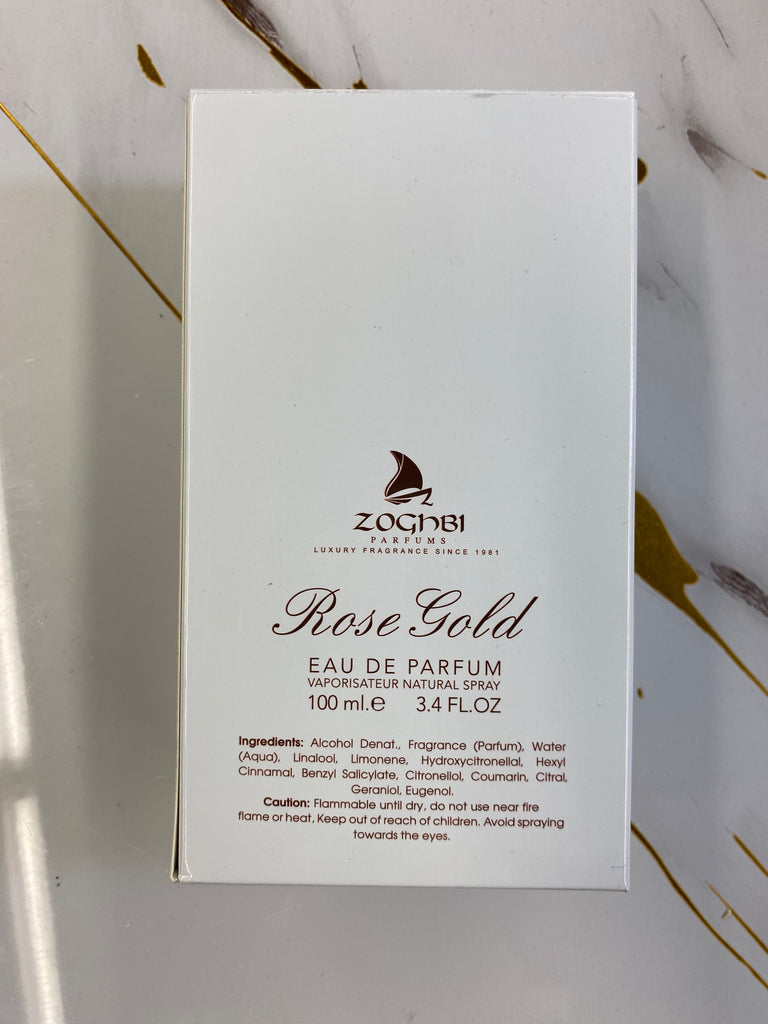 ZOGHBI
PARFUMS
LUXURY FRAGRANCE SINCE 1981
Rose Gold
EAU DE PARFUM
VAPORISATEUR NATURAL SPRAY
100 ml.e 3.4 FL.OZ
Ingredients: Alcohol Denat., Fragrance (Parfum), Water
(Aqua), Linalool, Limonene, Hydroxycitronellal, Hexyl
Cinnamal, Benzyl Salicylate, Citronellol, Coumarin, Citral,
Geraniol, Eugenol.
Caution: Flammable until dry, do not use near fire
flame or heat, Keep out of reach of children. Avoid spraying
towards the eyes.